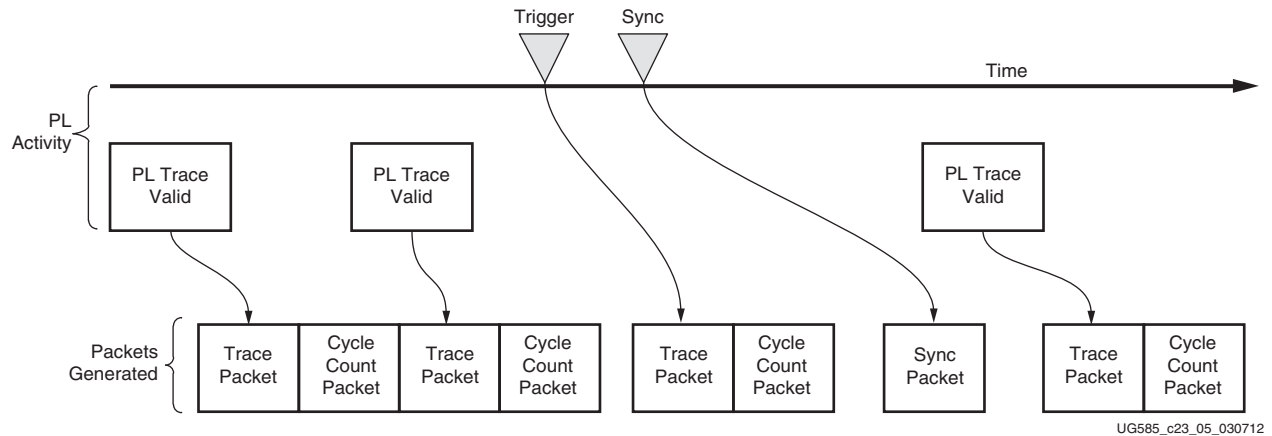 Trigger
Sync
Time
PL
Activity
PL Trace
Valid
PL Trace
Valid
PL Trace
Valid
Packets
Generated
Trace
Packet
Cycle
Count
Packet
Trace
Packet
Cycle
Count
Packet
Trace
Packet
Cycle
Count
Packet
Sync
Packet
Trace
Packet
Cycle
Count
Packet
UG585_c23_05_030712